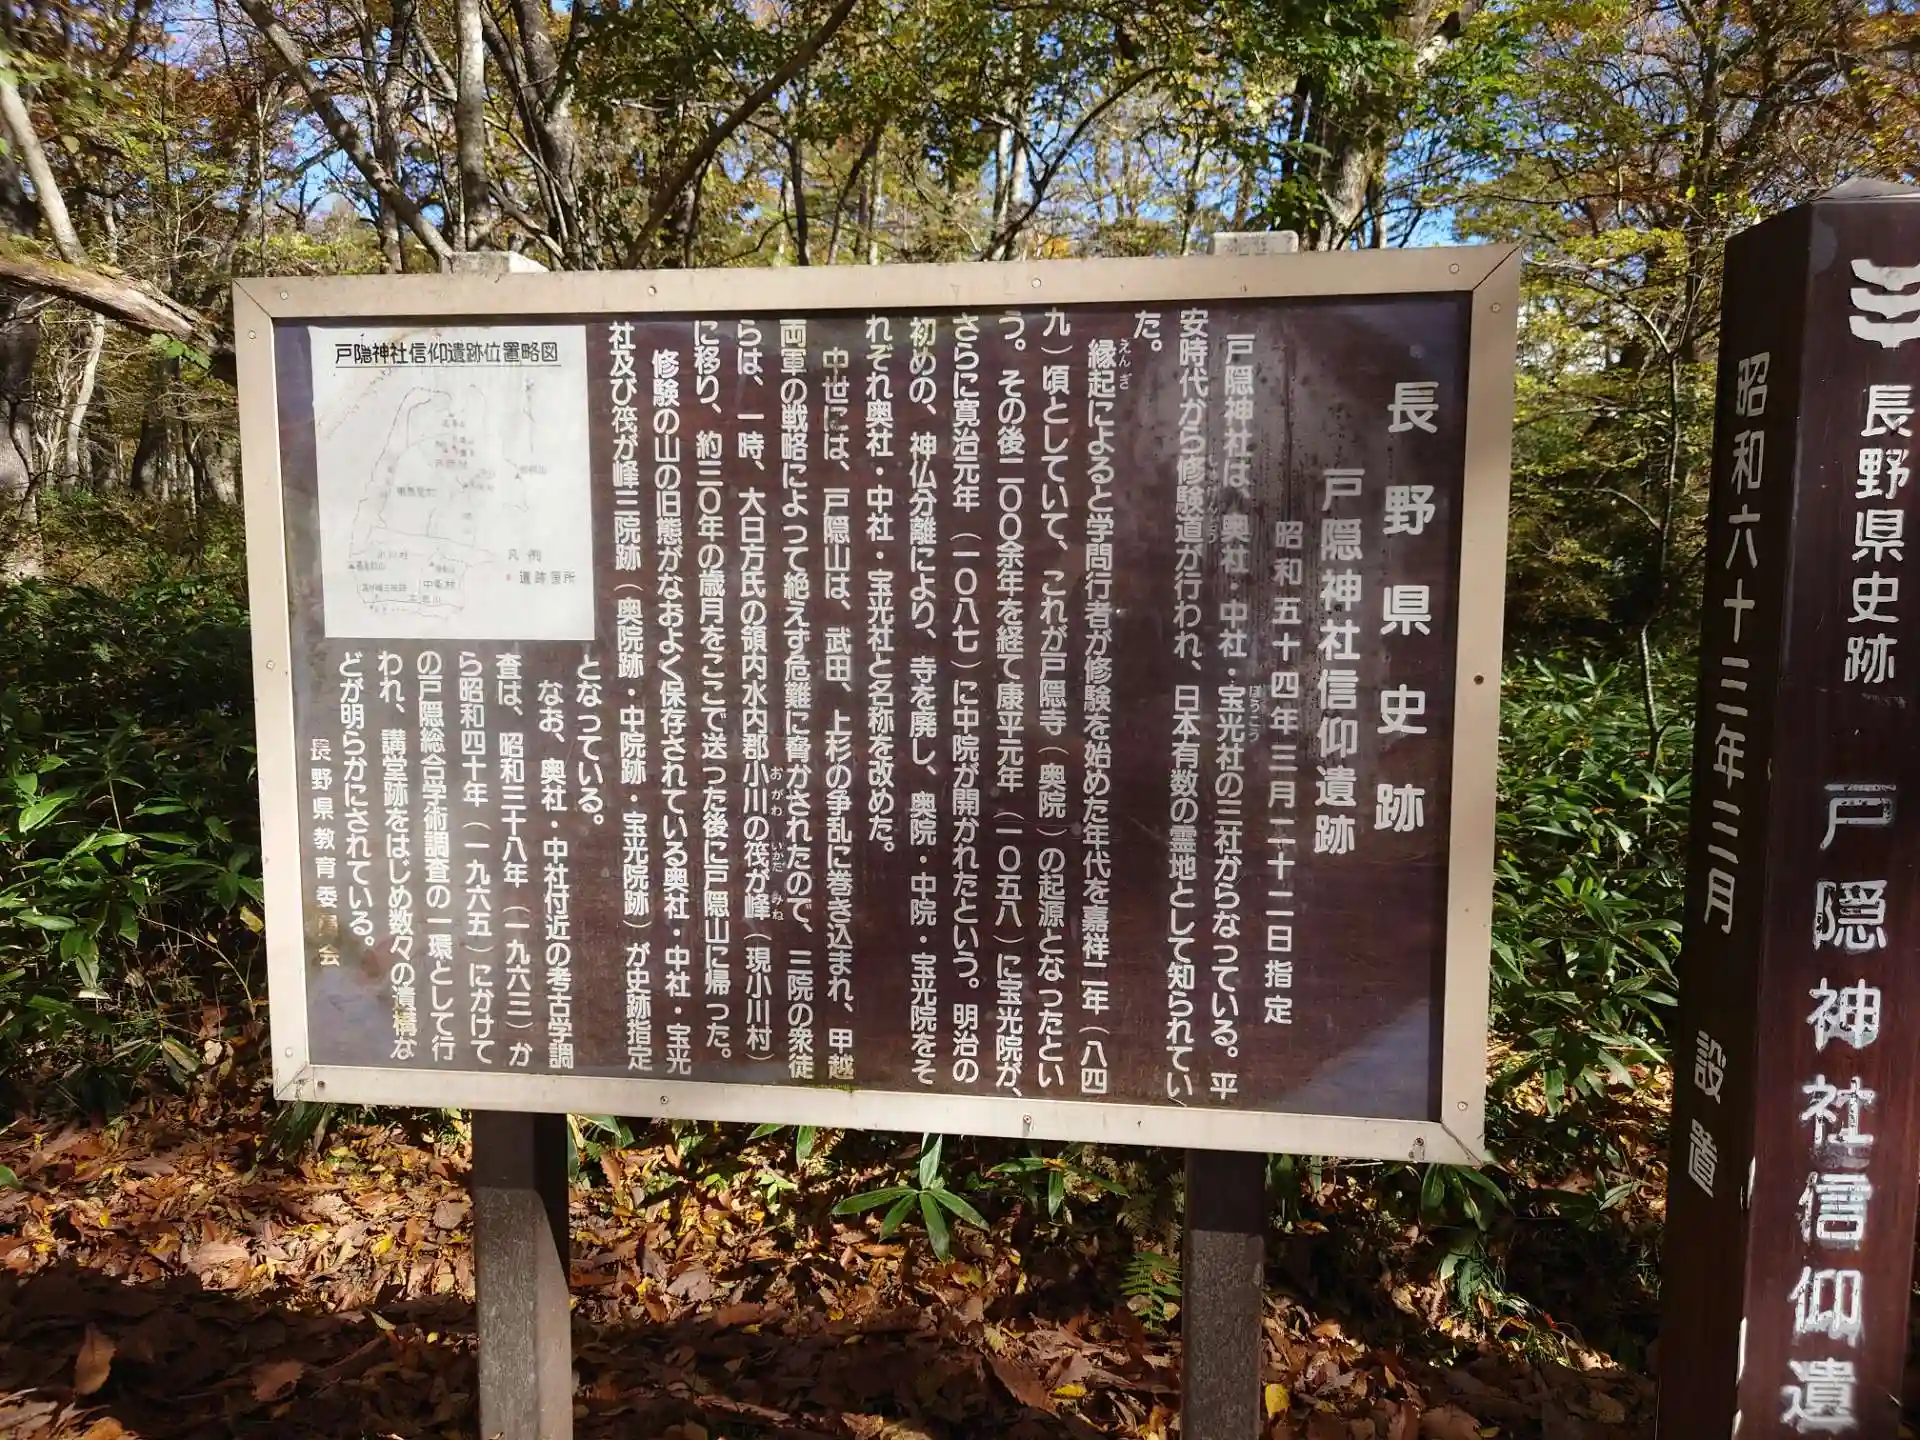 長野県史跡
戸隠神社信仰遺跡
昭和五十四年三月二十二日指定
戸隠神社は、奥社・中社・宝光社の三社からなっている。平
安時代から修験道が行われ、日本有数の霊地として知られてい
た。
縁起によると学問行者が修験を始めた年代を嘉祥二年（八四
九）頃としていて、これが戸隠寺（奥院）の起源となったとい
う。その後二〇〇余年を経て康平元年（一〇五八）に宝光院が、
さらに寛治元年（一〇八七）に中院が開かれたという。明治の
初めの、神仏分離により、寺を廃し、奥院・中院・宝光院をそ
れぞれ奥社・中社・宝光社と名称を改めた。
中世には、戸隠山は、武田、上杉の争乱に巻き込まれ、甲越
両軍の戦略によって絶えず危難に脅かされたので、三院の衆徒
らは、一時、大日方氏の領内水内郡小川の筏が峰（現小川村）
に移り、約三〇年の歳月をここで送った後に戸隠山に帰った。
修験の山の旧態がなおよく保存されている奥社・中社・宝光
社及び筏が峰三院跡（奥院跡・中院跡・宝光院跡）が史跡指定
となっている。
なお、奥社・中社付近の考古学調
査は、昭和三十八年（一九六三）か
ら昭和四十年（一九六五）にかけて
の戸隠総合学術調査の一環として行
われ、講堂跡をはじめ数々の遺構な
どが明らかにされている。
長野県教育委員会
戸隠神社信仰遺跡位置略図
凡例
遺跡箇所
小川村
中条村
長野県史跡 戸隠神社信仰遺
昭和六十三年三月 設置